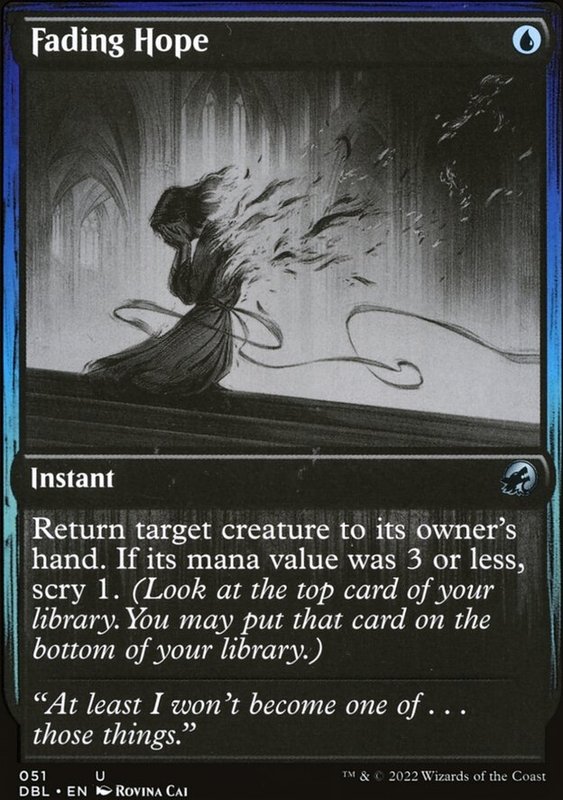 Fading Hope
Instant
Return target creature to its owner's
hand. If its mana value was 3 or less,
scry 1. (Look at the top card of your
library. You may put that card on the
bottom of your library.)
“At least I won't become one of . . .
those things.”
051 U
DBL • EN Rovina Cai
™ & © 2022 Wizards of the Coast